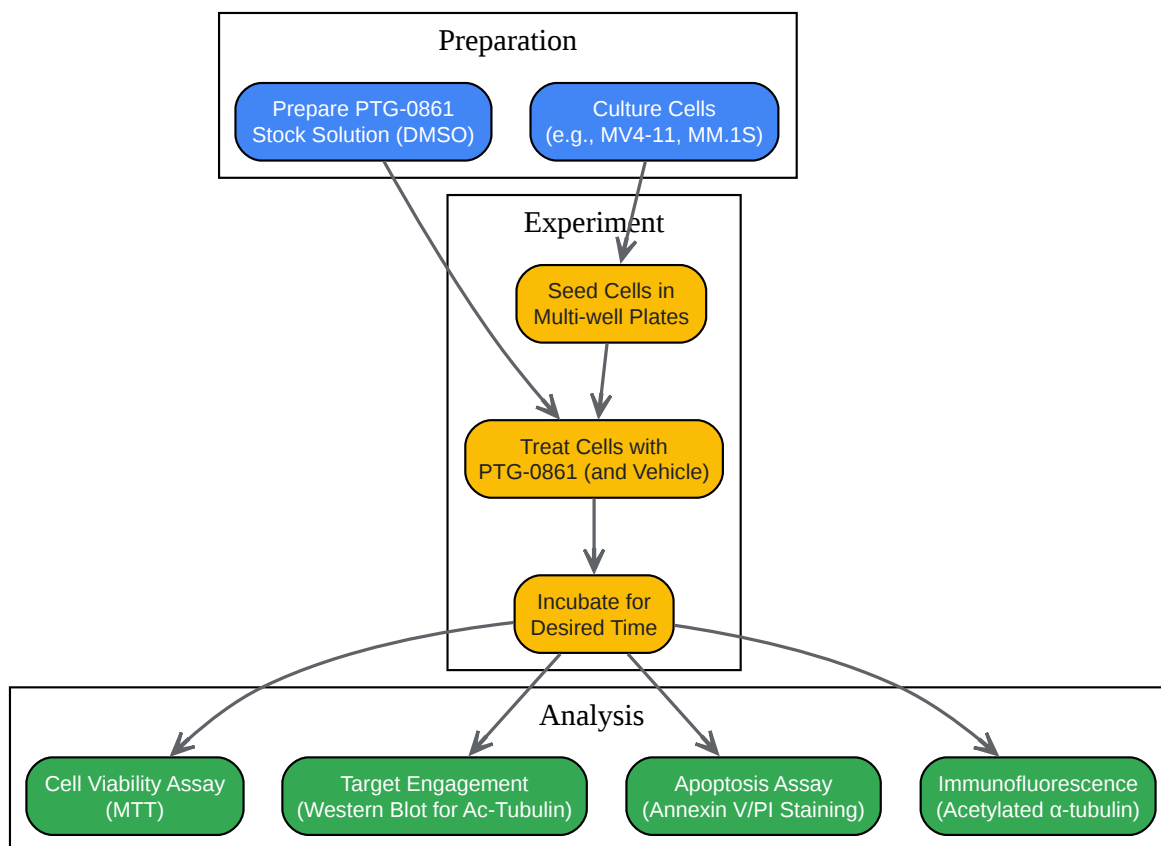 Preparation
Prepare PTG-0861
Stock Solution (DMSO)
Culture Cells
(e.g., MV4-11, MM.1S)
Experiment
Seed Cells in
Multi-well Plates
Treat Cells with
PTG-0861 (and Vehicle)
Incubate for
Desired Time
Analysis
Cell Viability Assay
(MTT)
Target Engagement
(Western Blot for Ac-Tubulin)
Apoptosis Assay
(Annexin V/PI Staining)
Immunofluorescence
(Acetylated α-tubulin)